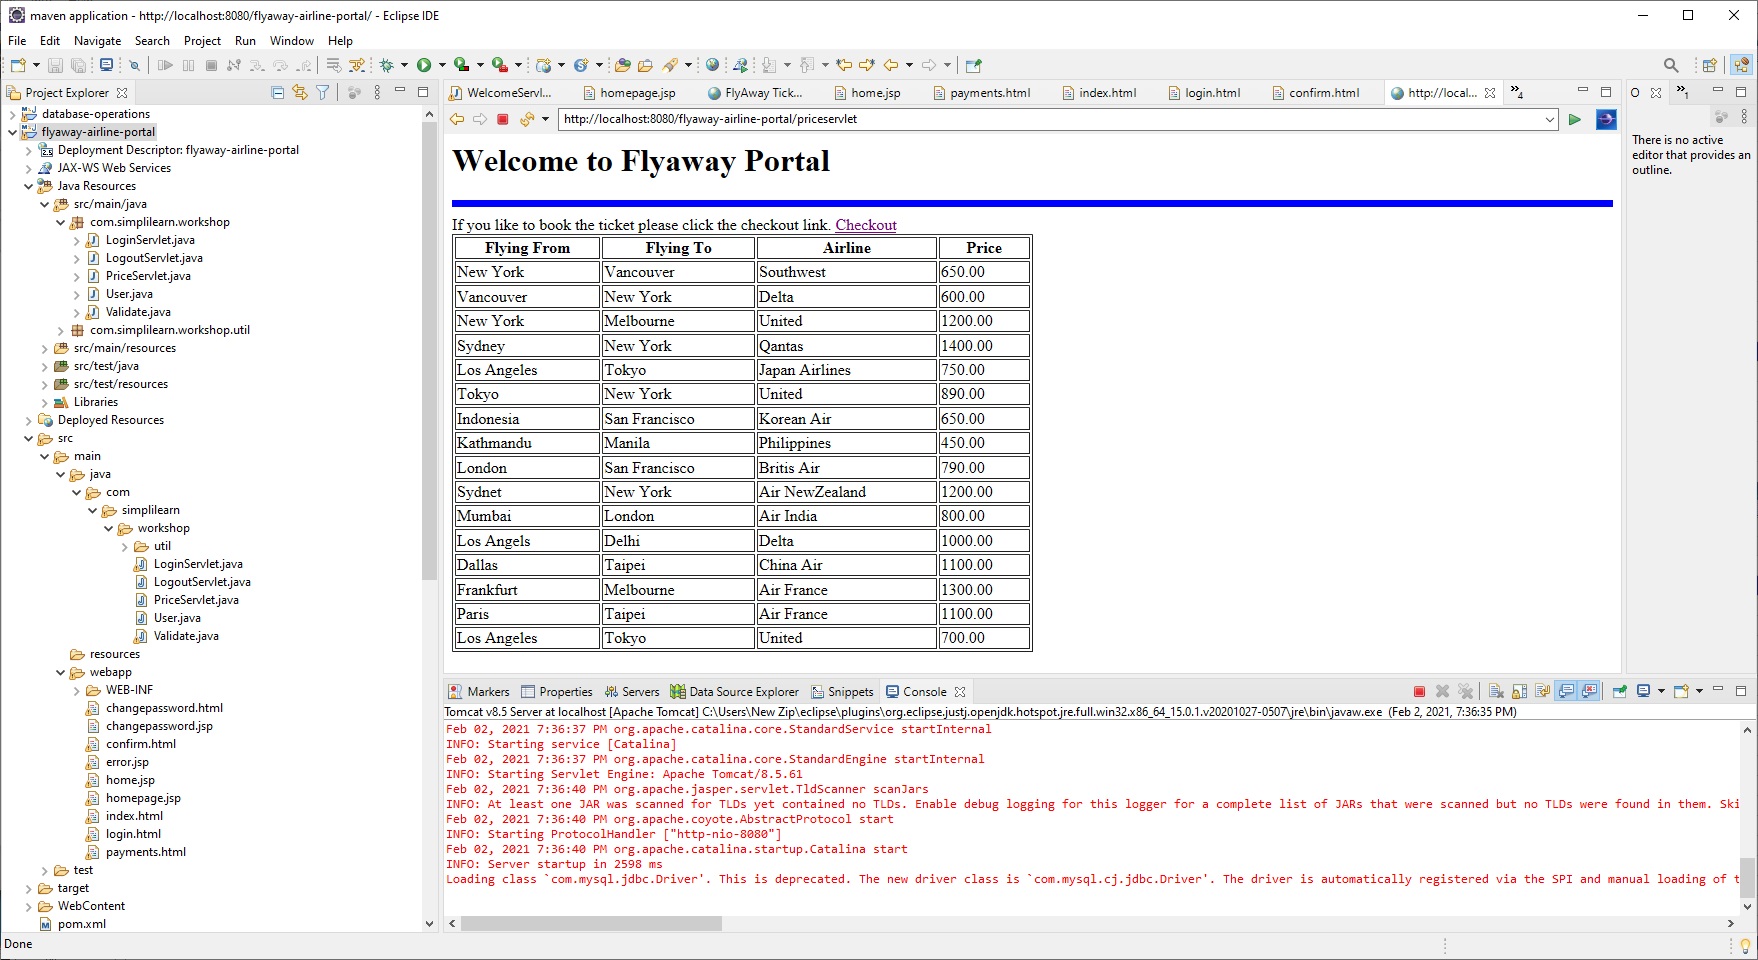 maven application - http://localhost:8080/flyaway-airline-portal/ - Eclipse IDE
File Edit Navigate Search Project Run Window Help
Project Explorer
database-operations
flyaway-airline-portal
Deployment Descriptor: flyaway-airline-portal
JAX-WS Web Services
Java Resources
src/main/java
com.simplilearn.workshop
LoginServlet.java
LogoutServlet.java
PriceServlet.java
User.java
Validate.java
com.simplilearn.workshop.util
src/main/resources
src/test/java
src/test/resources
Libraries
Deployed Resources
src
main
java
com
simplilearn
workshop
util
LoginServlet.java
LogoutServlet.java
PriceServlet.java
User.java
Validate.java
resources
webapp
WEB-INF
changepassword.html
changepassword.jsp
confirm.html
error.jsp
home.jsp
homepage.jsp
index.html
login.html
payments.html
test
target
WebContent
pom.xml
WelcomeServl... homepage.jsp FlyAway Tick... home.jsp payments.html index.html login.html confirm.html http://local... »4
http://localhost:8080/flyaway-airline-portal/priceservlet
Welcome to Flyaway Portal
If you like to book the ticket please click the checkout link. Checkout
Flying From Flying To Airline Price
New York Vancouver Southwest 650.00
Vancouver New York Delta 600.00
New York Melbourne United 1200.00
Sydney New York Qantas 1400.00
Los Angeles Tokyo Japan Airlines 750.00
Tokyo New York United 890.00
Indonesia San Francisco Korean Air 650.00
Kathmandu Manila Philippines 450.00
London San Francisco Britis Air 790.00
Sydnet New York Air NewZealand 1200.00
Mumbai London Air India 800.00
Los Angels Delhi Delta 1000.00
Dallas Taipei China Air 1100.00
Frankfurt Melbourne Air France 1300.00
Paris Taipei Air France 1100.00
Los Angeles Tokyo United 700.00
O »1
There is no active
editor that provides an
outline.
Markers Properties Servers Data Source Explorer Snippets Console
Tomcat v8.5 Server at localhost [Apache Tomcat] C:\Users\New Zip\eclipse\plugins\org.eclipse.justj.openjdk.hotspot.jre.full.win32.x86_64_15.0.1.v20201027-0507\jre\bin\javaw.exe (Feb 2, 2021, 7:36:35 PM)
Feb 02, 2021 7:36:37 PM org.apache.catalina.core.StandardService startInternal
INFO: Starting service [Catalina]
Feb 02, 2021 7:36:37 PM org.apache.catalina.core.StandardEngine startInternal
INFO: Starting Servlet Engine: Apache Tomcat/8.5.61
Feb 02, 2021 7:36:40 PM org.apache.jasper.servlet.TldScanner scanJars
INFO: At least one JAR was scanned for TLDs yet contained no TLDs. Enable debug logging for this logger for a complete list of JARs that were scanned but no TLDs were found in them. Ski
Feb 02, 2021 7:36:40 PM org.apache.coyote.AbstractProtocol start
INFO: Starting ProtocolHandler ["http-nio-8080"]
Feb 02, 2021 7:36:40 PM org.apache.catalina.startup.Catalina start
INFO: Server startup in 2598 ms
Loading class `com.mysql.jdbc.Driver'. This is deprecated. The new driver class is `com.mysql.cj.jdbc.Driver'. The driver is automatically registered via the SPI and manual loading of t
Done